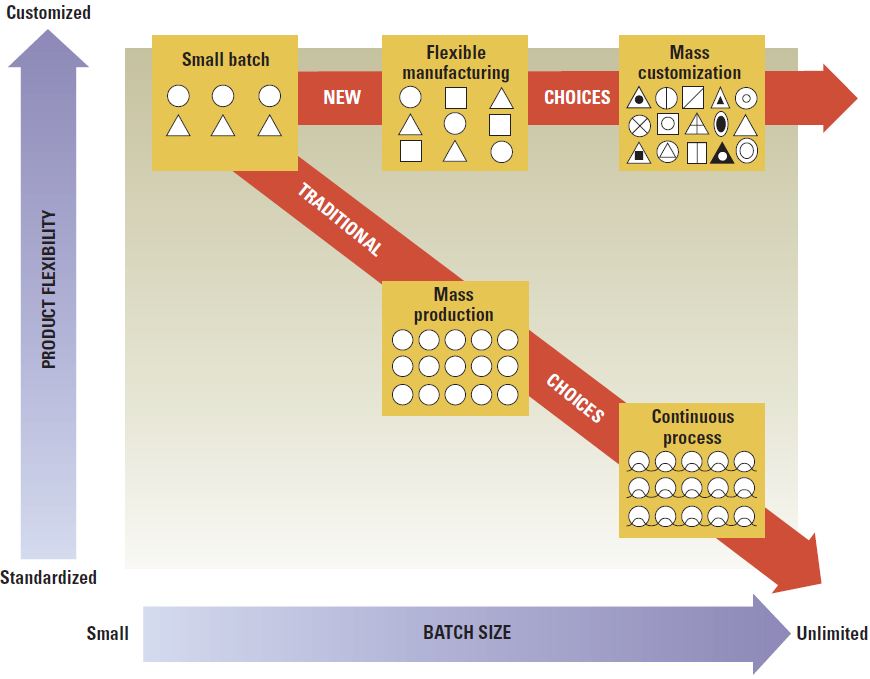 Customized
Small batch
Flexible
manufacturing
Mass
customization
NEW
CHOICES
TRADITIONAL
PRODUCT FLEXIBILITY
Mass
production
CHOICES
Continuous
process
Standardized
Small
BATCH SIZE
Unlimited